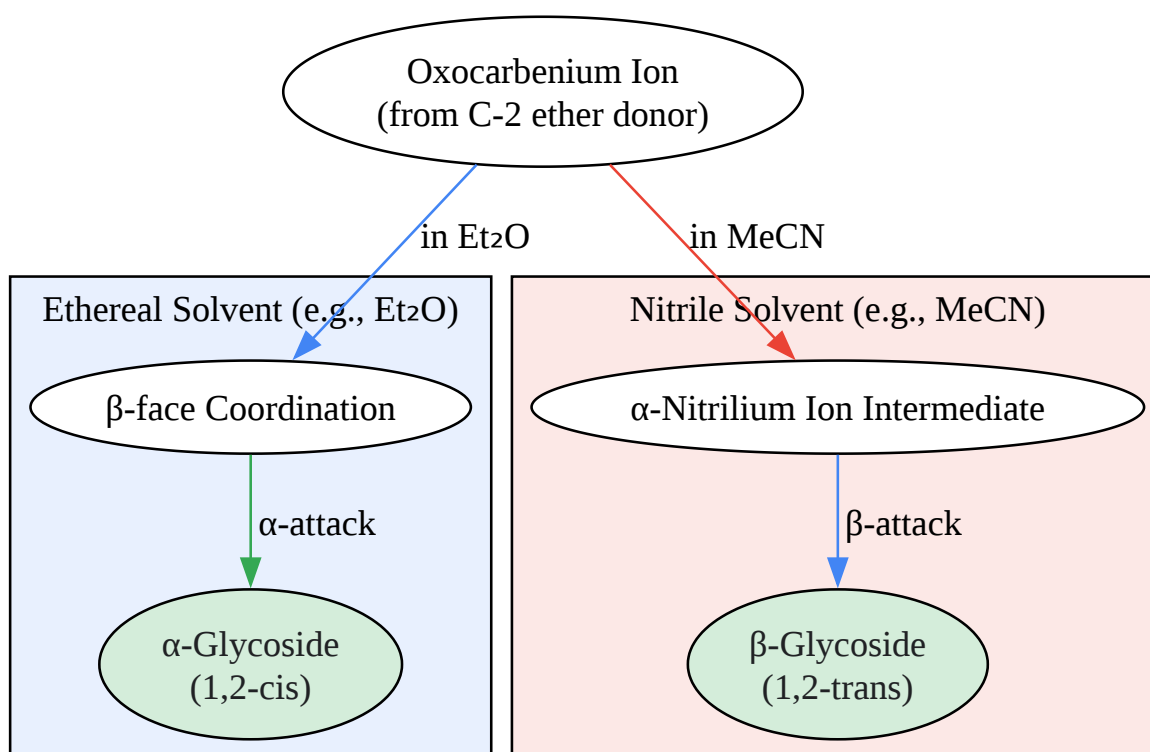 Oxocarbenium Ion
(from C-2 ether donor)
in Et₂O
in MeCN
Ethereal Solvent (e.g., Et₂O)
Nitrile Solvent (e.g., MeCN)
β-face Coordination
α-Nitrilium Ion Intermediate
α-attack
β-attack
α-Glycoside
(1,2-cis)
β-Glycoside
(1,2-trans)